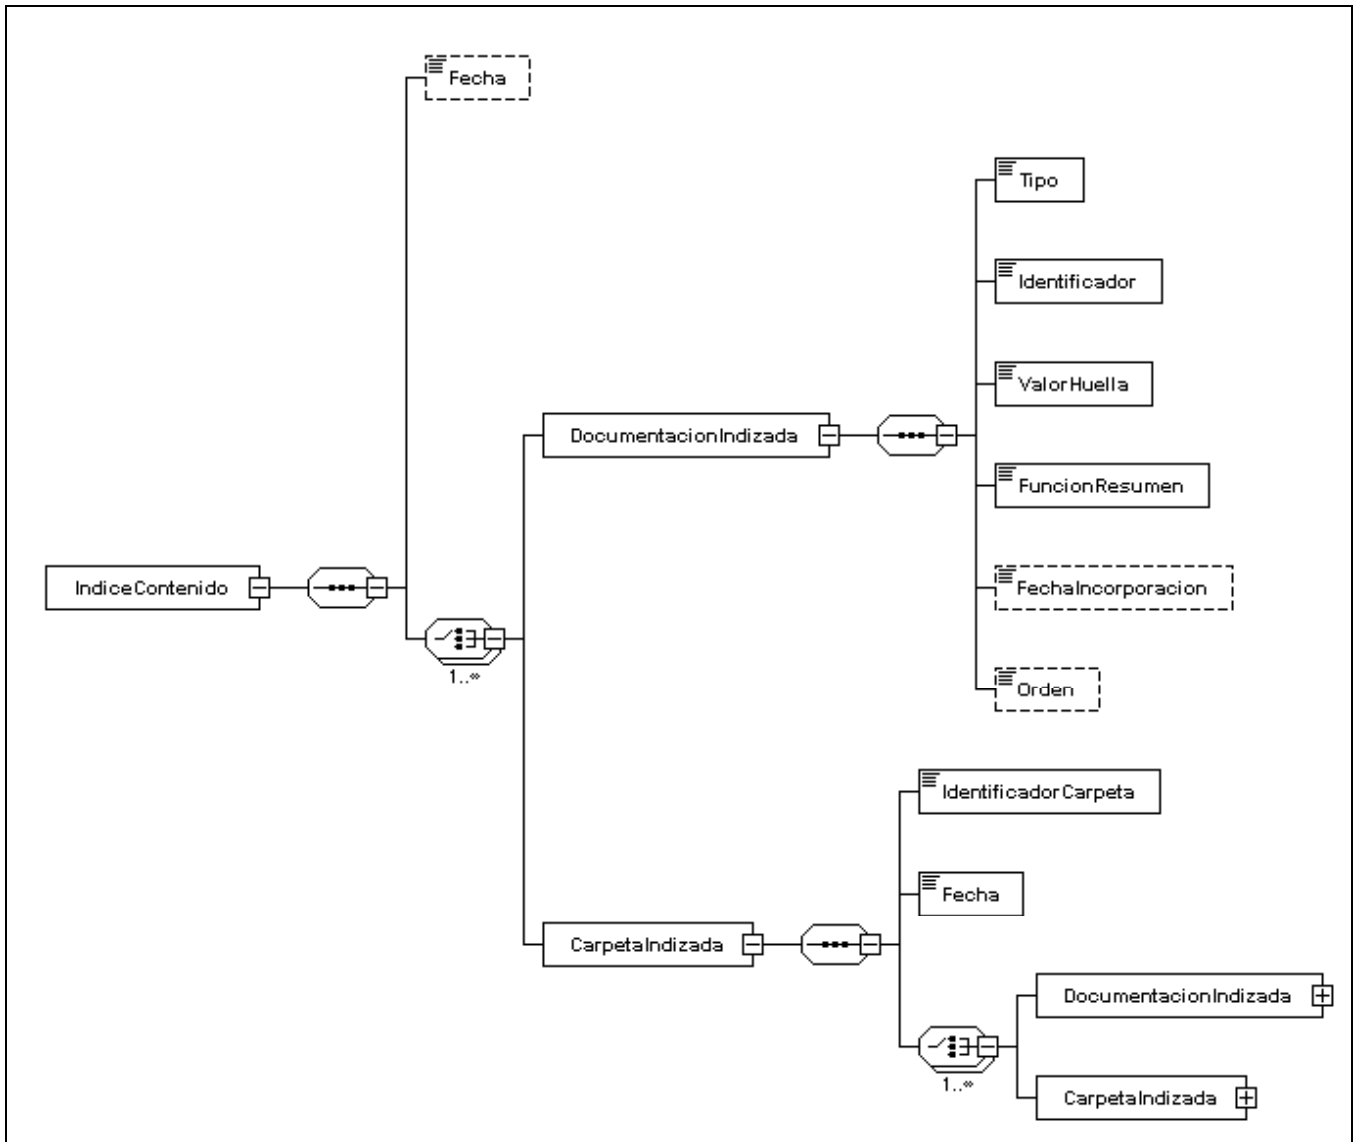 Fecha
Tipo
Identificador
ValorHuella
DocumentacionIndizada
FuncionResumen
IndiceContenido
FechaIncorporacion
1..∞
Orden
IdentificadorCarpeta
Fecha
CarpetaIndizada
DocumentacionIndizada
1..∞
CarpetaIndizada